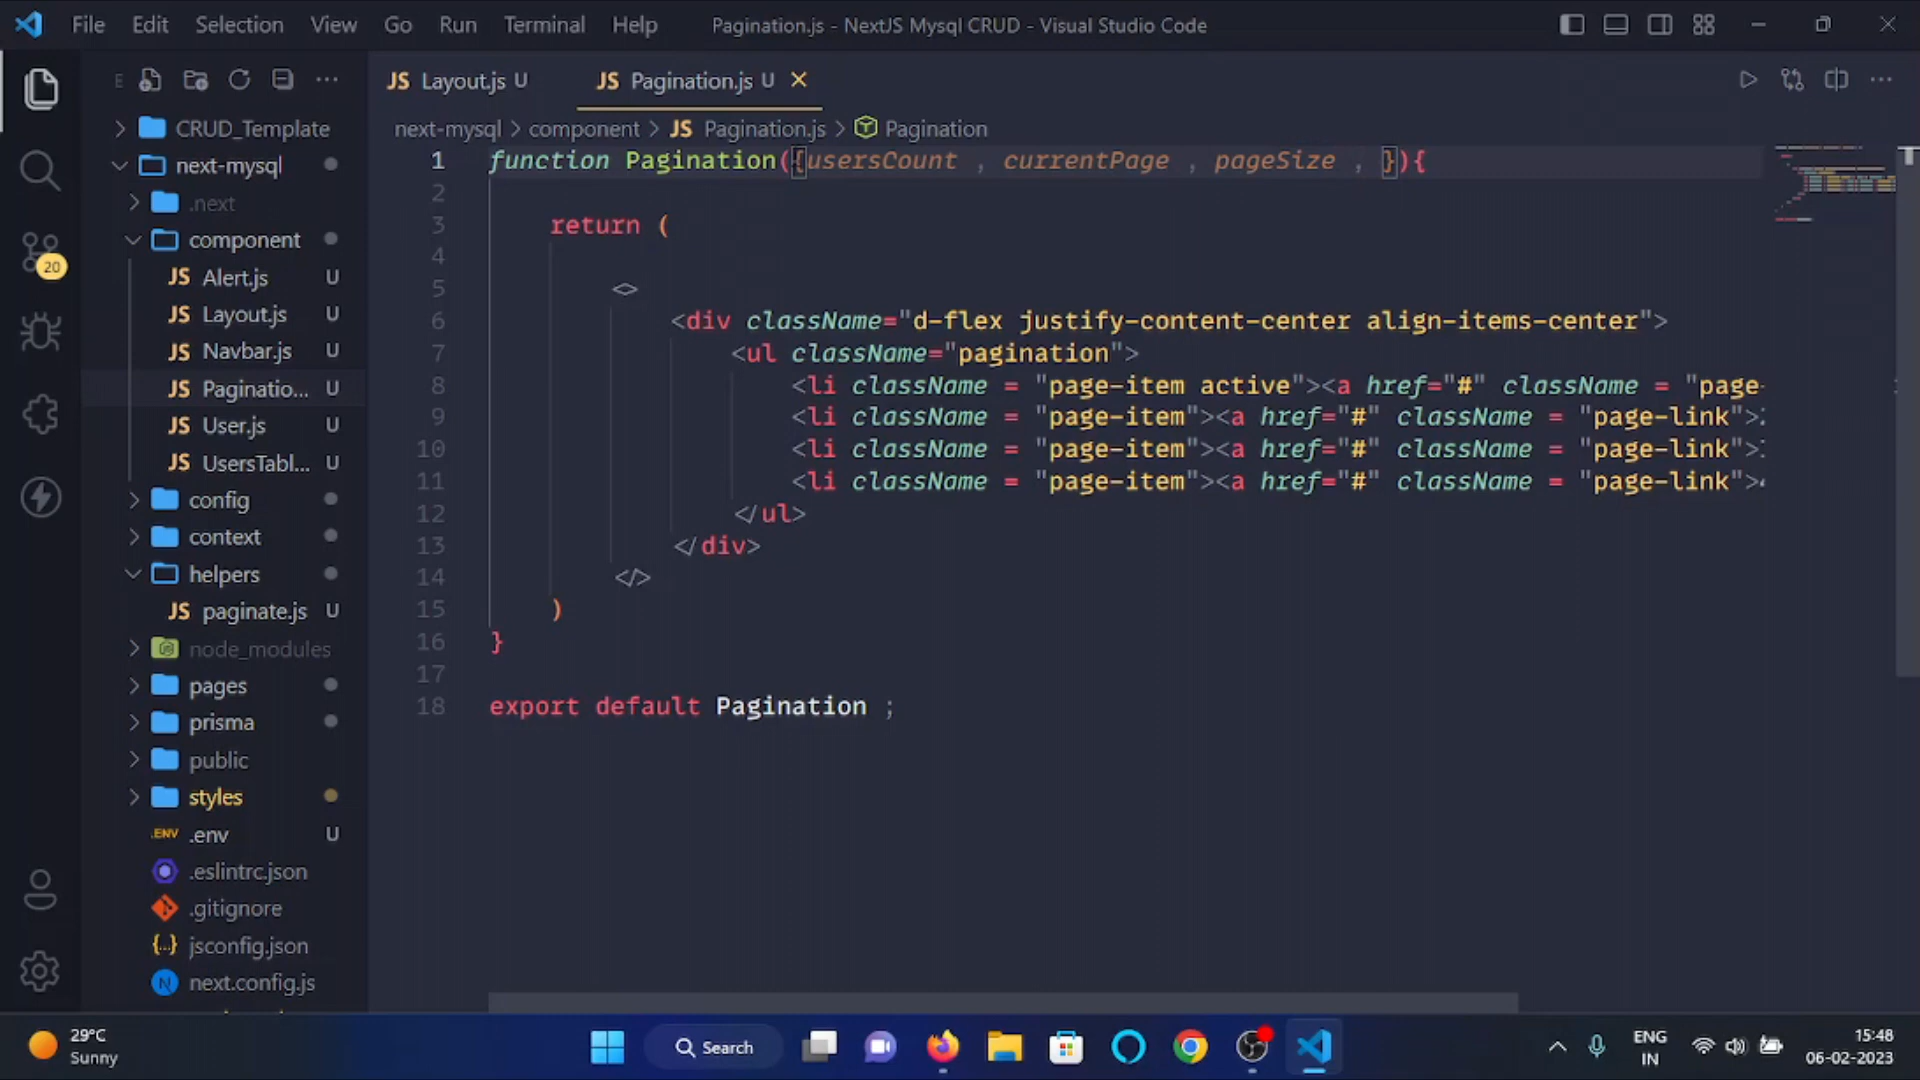 File Edit Selection View Go Run Terminal Help Pagination.js - NextJS Mysql CRUD - Visual Studio Code
E
JS Layout.js U JS Pagination.js U
next-mysql > component > JS Pagination.js > Pagination
CRUD_Template
next-mysql
.next
component
JS Alert.js U
JS Layout.js U
JS Navbar.js U
JS Paginatio... U
JS User.js U
JS UsersTabl... U
config
context
helpers
JS paginate.js U
node_modules
pages
prisma
public
styles
.ENV .env U
.eslintrc.json
.gitignore
{..} jsconfig.json
N next.config.js
20
1 function Pagination({usersCount , currentPage , pageSize , }){
2
3 return (
4
5 <>
6 <div className="d-flex justify-content-center align-items-center">
7 <ul className="pagination">
8 <li className = "page-item active"><a href="#" className = "page-
9 <li className = "page-item"><a href="#" className = "page-link">
10 <li className = "page-item"><a href="#" className = "page-link">
11 <li className = "page-item"><a href="#" className = "page-link">
12 </ul>
13 </div>
14 </>
15 )
16 }
17
18 export default Pagination ;
29°C
Sunny
Search
ENG
IN
15:48
06-02-2023